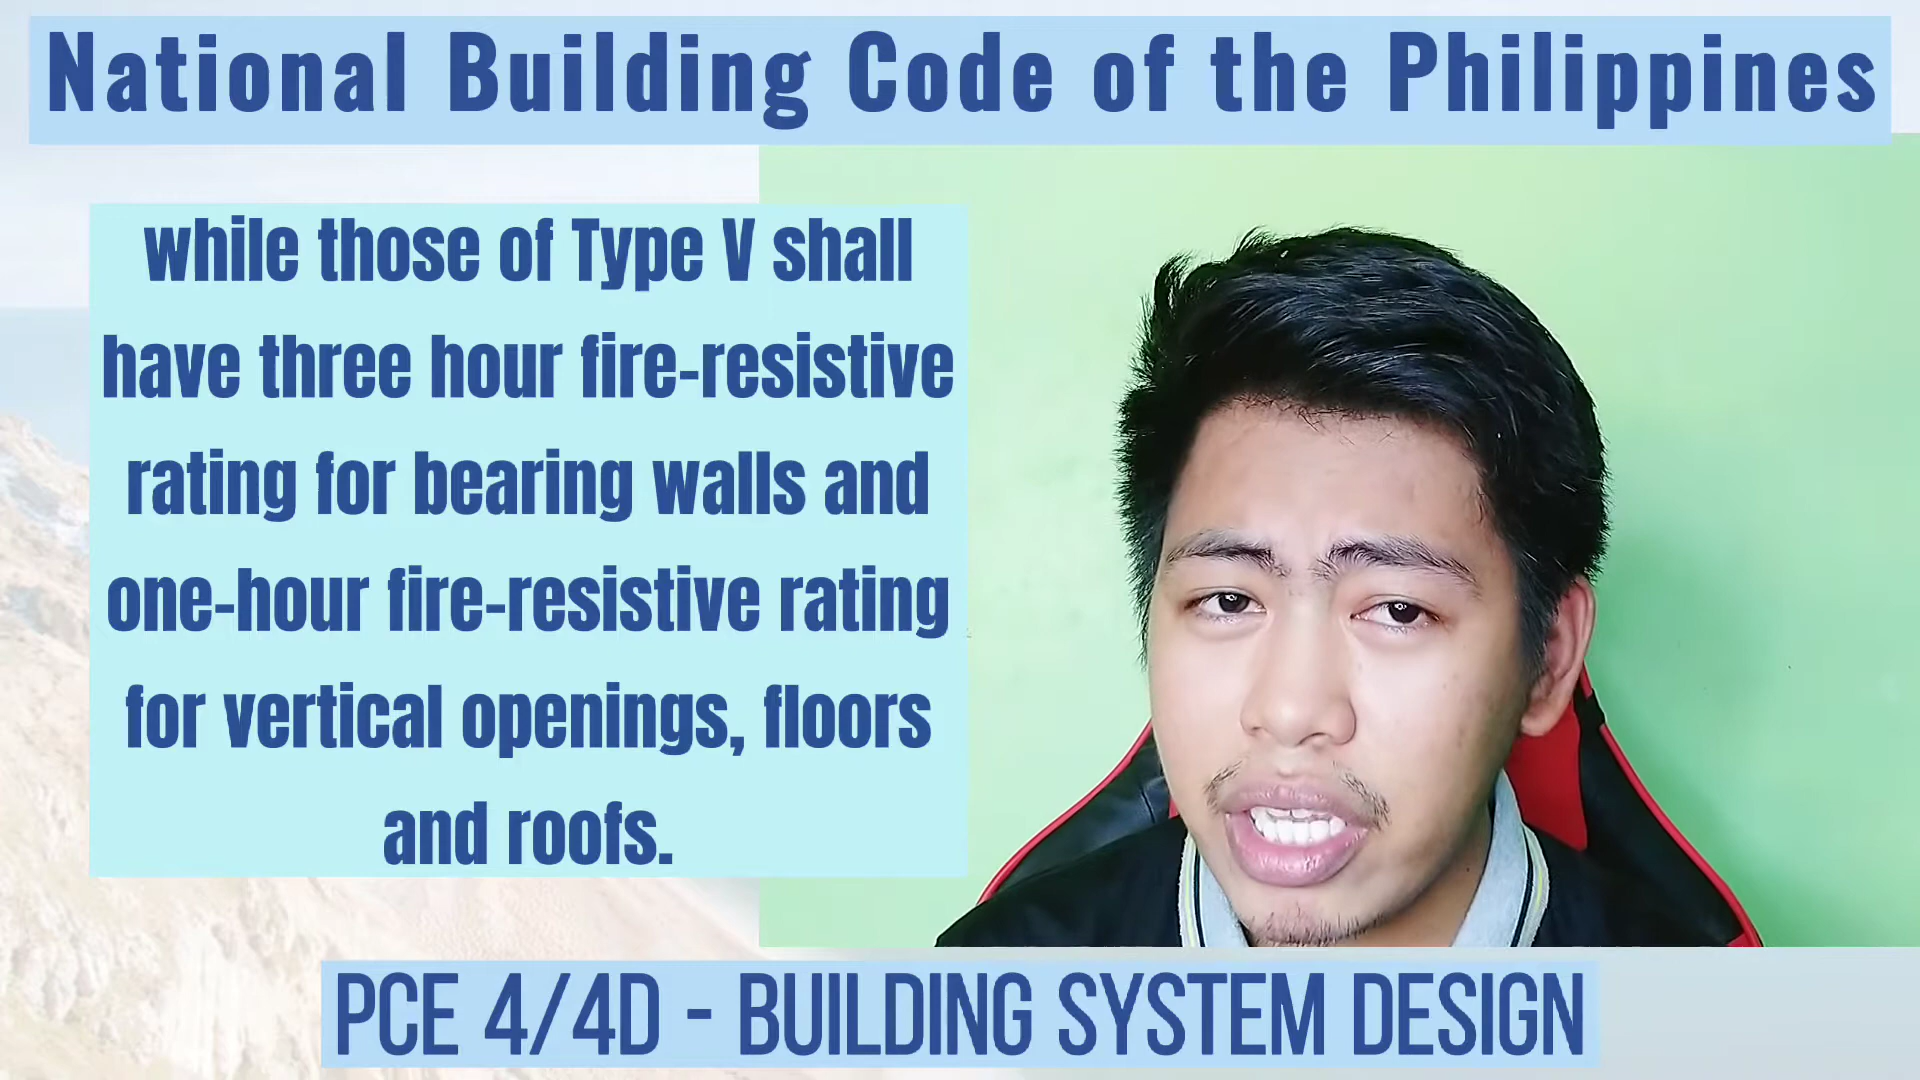 National Building Code of the Philippines
while those of Type V shall
have three hour fire-resistive
rating for bearing walls and
one-hour fire-resistive rating
for vertical openings, floors
and roofs.
PCE 4/4D - BUILDING SYSTEM DESIGN